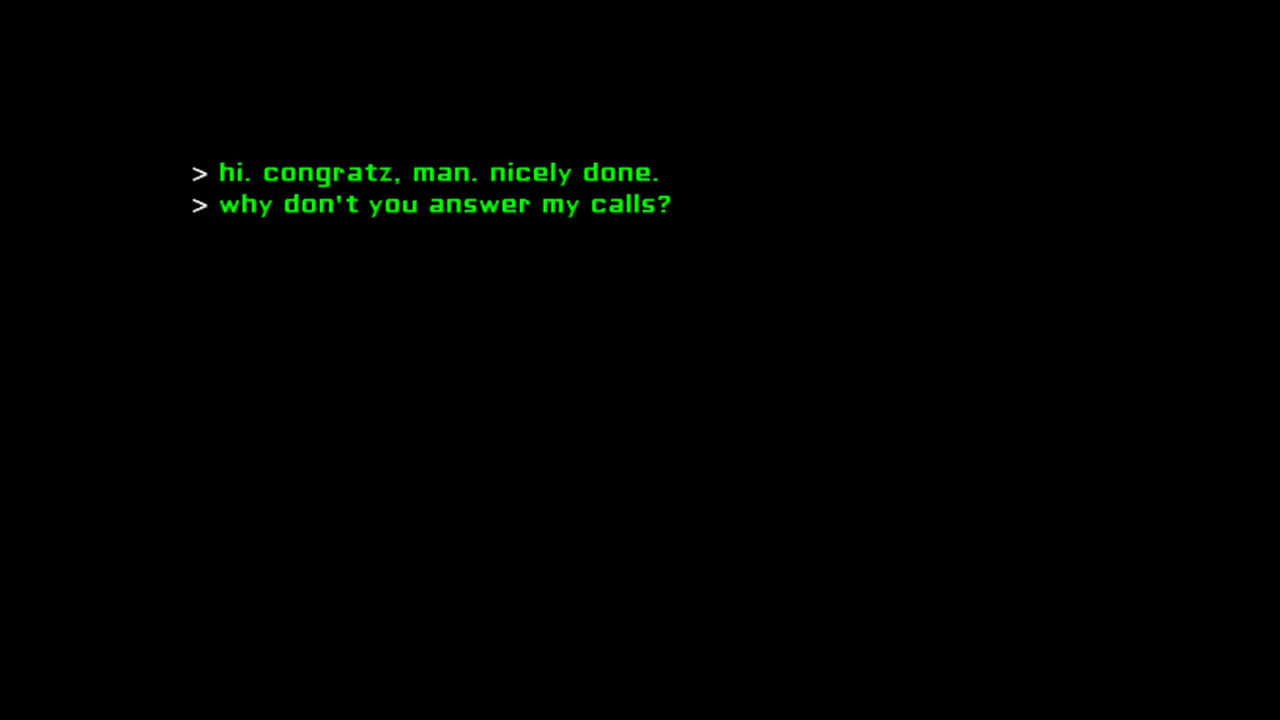 > hi. congratz, man. nicely done.
> why don't you answer my calls?